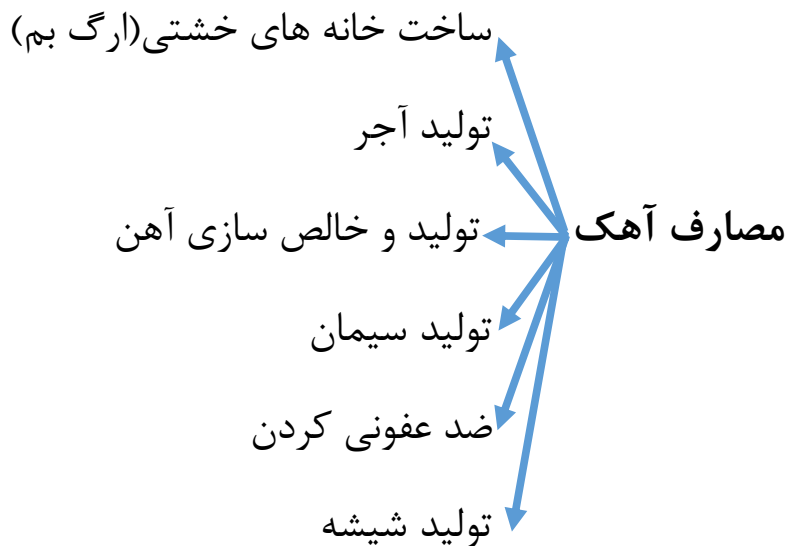 ساخت خانه های خشتی(ارگ بم)
تولید آجر
مصارف آهک
تولید و خالص سازی آهن
تولید سیمان
ضد عفونی کردن
تولید شیشه